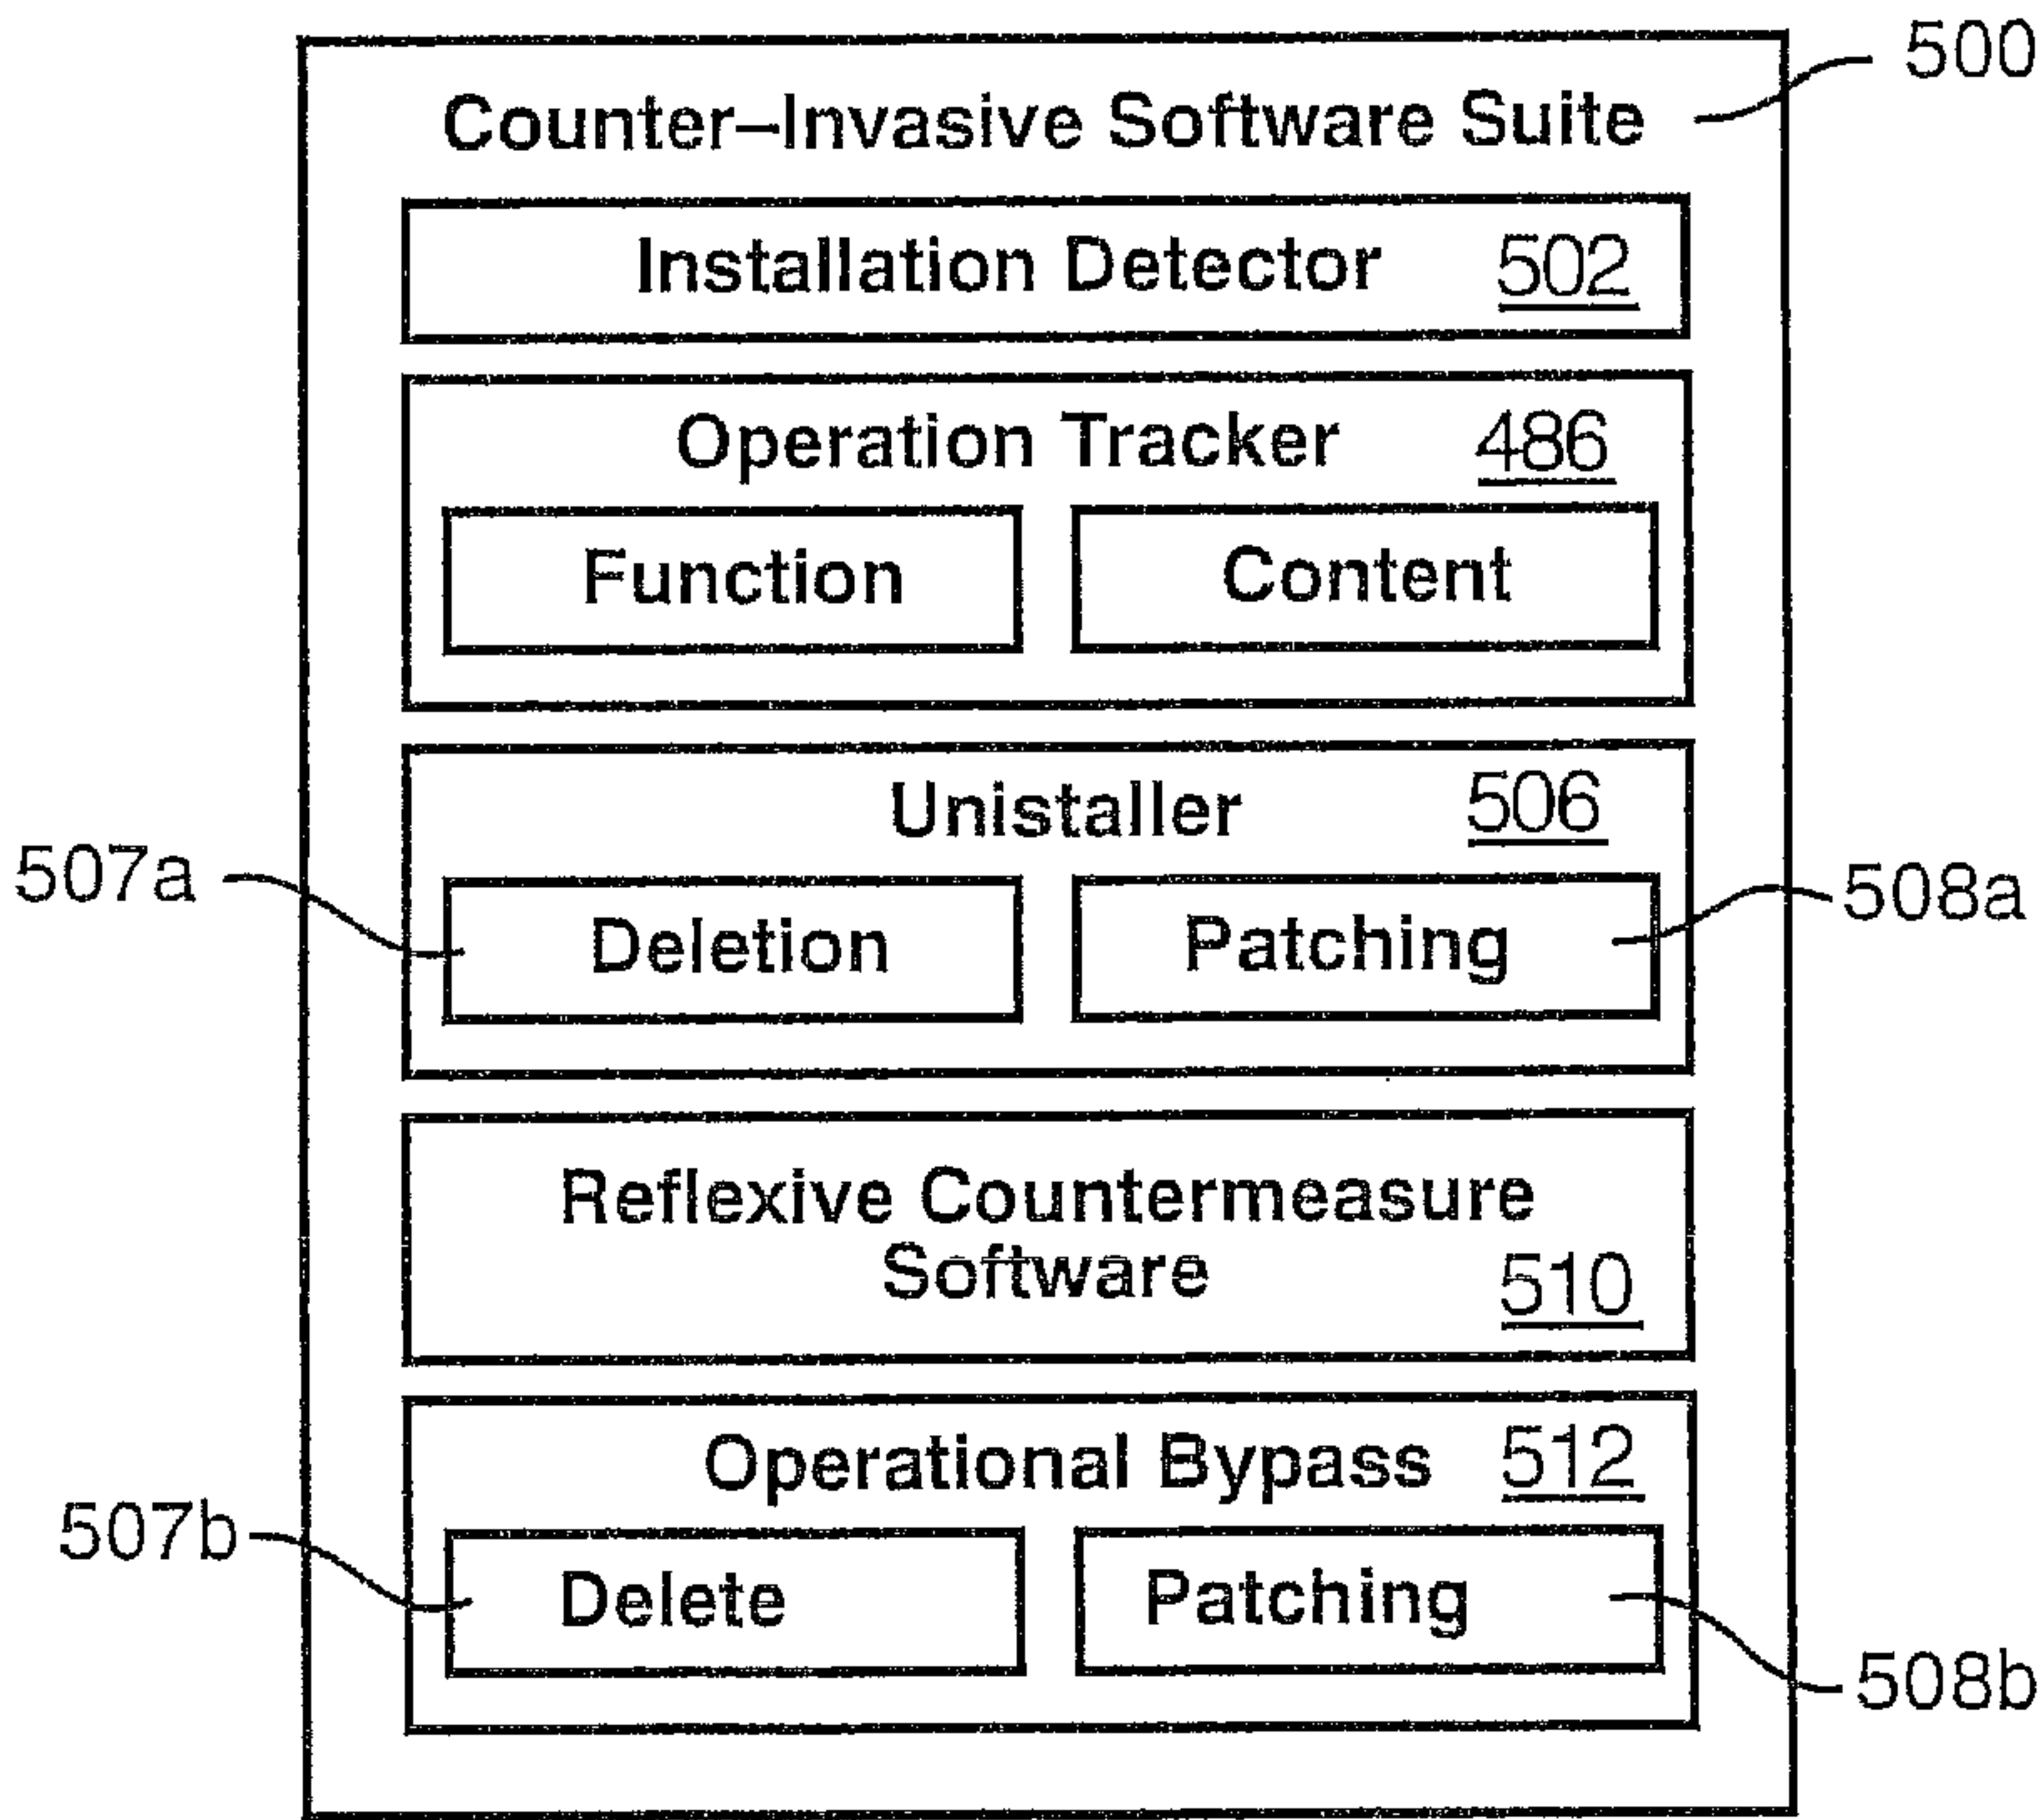 500
Counter–Invasive Software Suite
Installation Detector 502
Operation Tracker 486
Function Content
Unistaller 506
507a Deletion Patching 508a
Reflexive Countermeasure
Software 510
Operational Bypass 512
507b Delete Patching 508b